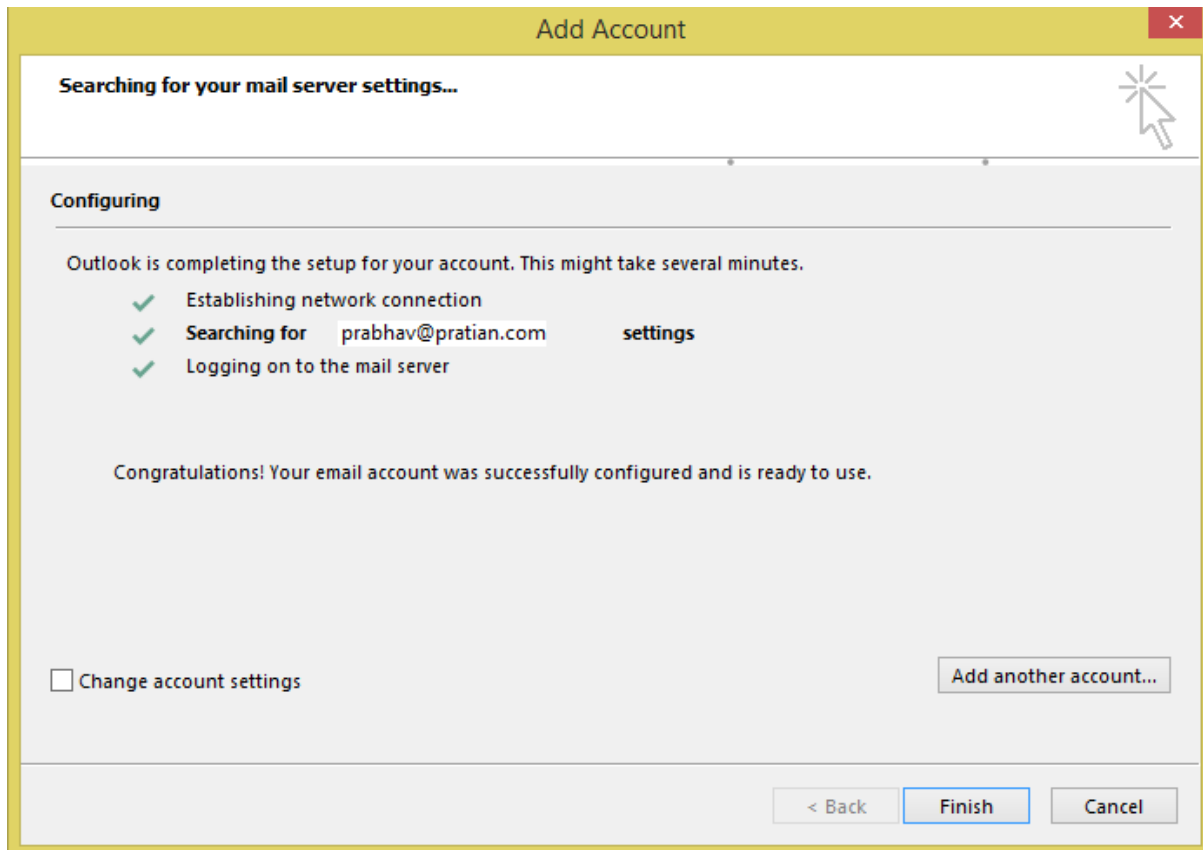 Add Account
Searching for your mail server settings...
Configuring
Outlook is completing the setup for your account. This might take several minutes.
Establishing network connection
Searching for prabhav@pratian.com settings
Logging on to the mail server
Congratulations! Your email account was successfully configured and is ready to use.
Change account settings
Add another account...
< Back Finish Cancel